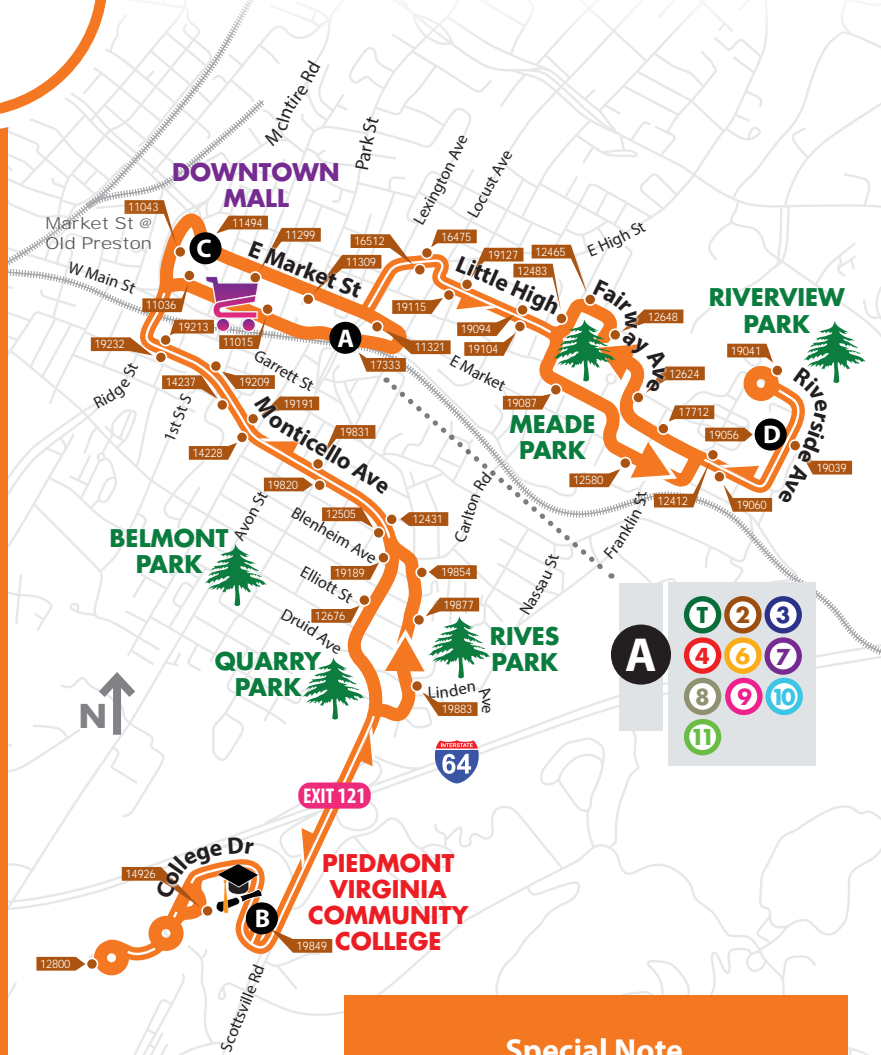 McIntire Rd
Park St
Lexington Ave
Locust Ave
DOWNTOWN
MALL
11043
Market St @
Old Preston
11494
C
11299
E Market St
16512
16475
11309
19127
12465
E High St
Little High
12483
Fairway Ave
W Main St
RIVERVIEW
PARK
11036
19115
12648
19213
11015
A
11321
19094
19104
19041
19232
17333
E Market
Garrett St
12624
Ridge St
14237
19209
19087
Riverside Ave
1st St S
19191
MEADE
PARK
17712
19056
D
Monticello Ave
19831
14228
19039
19820
12580
12412
19060
Avon St
12505
12431
Carlton Rd
Franklin St
BELMONT
PARK
Blenheim Ave
19189
19854
Nassau St
Elliott St
12676
19877
Druid Ave
A
T
2
3
4
6
7
8
9
10
11
QUARRY
PARK
RIVES
PARK
Linden Ave
19883
N
INTERSTATE
64
EXIT 121
College Dr
PIEDMONT
VIRGINIA
COMMUNITY
COLLEGE
14926
B
19849
12800
Scottsville Rd
Special Note